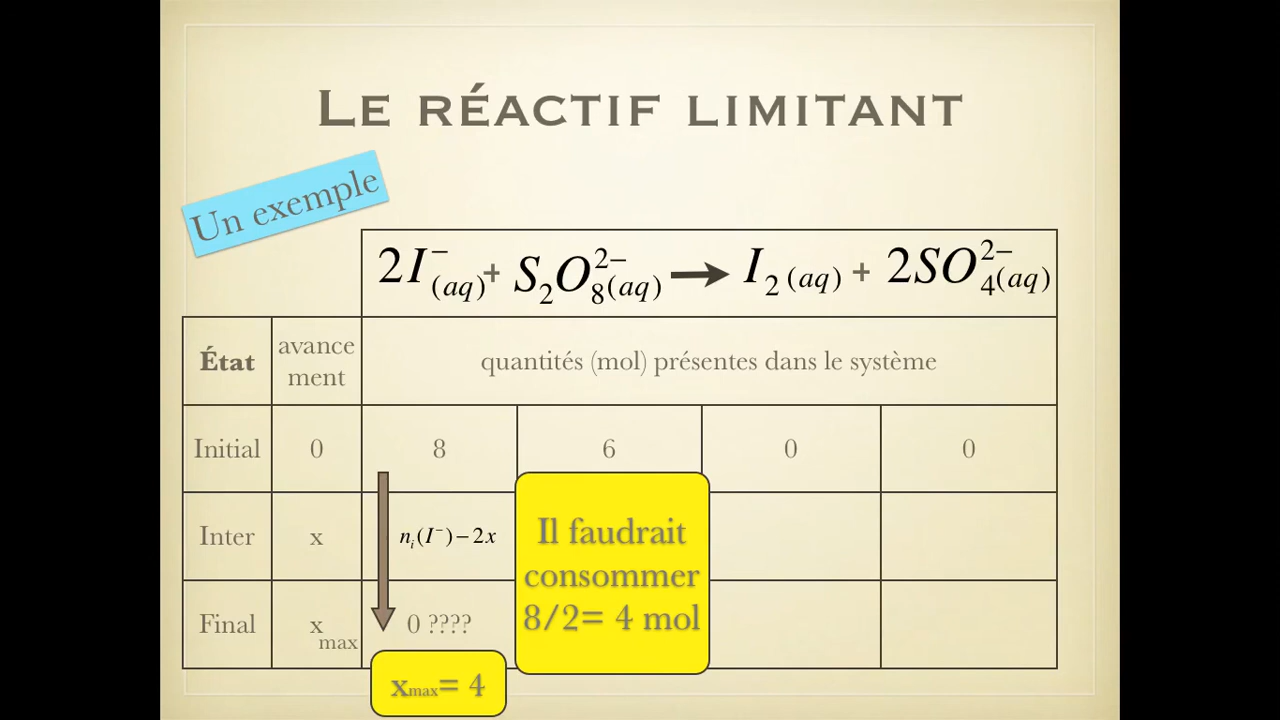 LE RÉACTIF LIMITANT
Un exemple
2I⁻(aq) + S₂O₈²⁻(aq) → I₂(aq) + 2SO₄²⁻(aq)
État
avance
ment
quantités (mol) présentes dans le système
Initial 0 8 6 0 0
Inter x nᵢ(I⁻)−2x
Il faudrait
consommer
8/2= 4 mol
Final x max 0 ????
xmax= 4